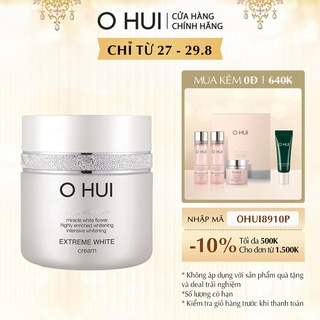 O HUI
CỬA HÀNG
CHÍNH HÃNG
CHỈ TỪ 27 - 29.8
MUA KÈM 0Đ | 640K
O HUI
miracle white flower
highly enriched whitening
intensive whitening
EXTREME WHITE
cream
NHẬP MÃ
OHUI8910P
-10%
Tối đa 500K
Cho đơn từ 1.500K
* Không áp dụng với sản phẩm quà tặng
và deal trải nghiệm
*Số lượng có hạn
* Kiểm tra giỏ hàng trước khi thanh toán